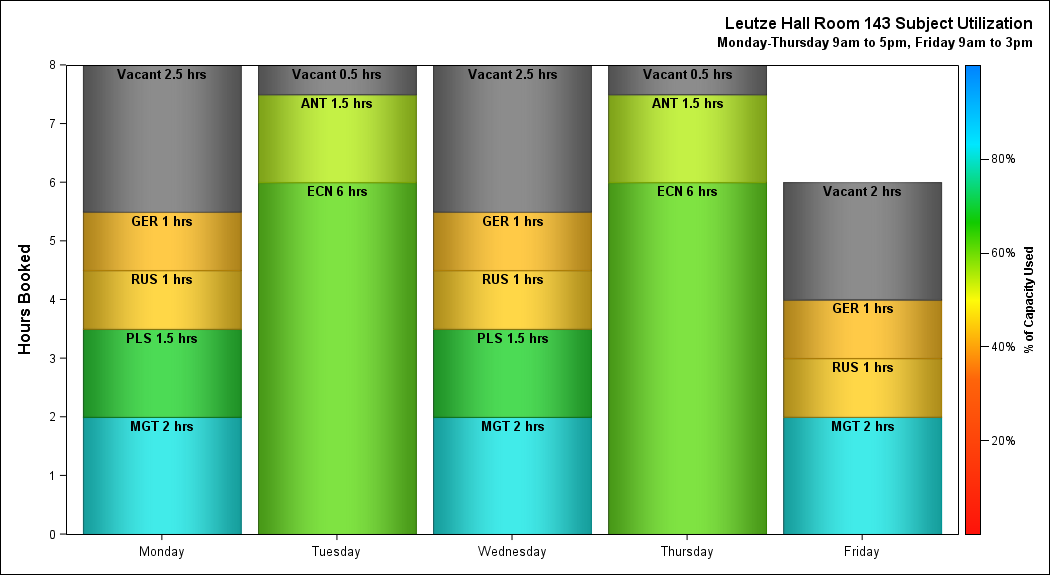 Leutze Hall Room 143 Subject Utilization
Monday-Thursday 9am to 5pm, Friday 9am to 3pm
Hours Booked
8
7
6
5
4
3
2
1
0
Vacant 2.5 hrs
GER 1 hrs
RUS 1 hrs
PLS 1.5 hrs
MGT 2 hrs
Monday
Vacant 0.5 hrs
ANT 1.5 hrs
ECN 6 hrs
Tuesday
Vacant 2.5 hrs
GER 1 hrs
RUS 1 hrs
PLS 1.5 hrs
MGT 2 hrs
Wednesday
Vacant 0.5 hrs
ANT 1.5 hrs
ECN 6 hrs
Thursday
Vacant 2 hrs
GER 1 hrs
RUS 1 hrs
MGT 2 hrs
Friday
80%
60%
40%
20%
% of Capacity Used